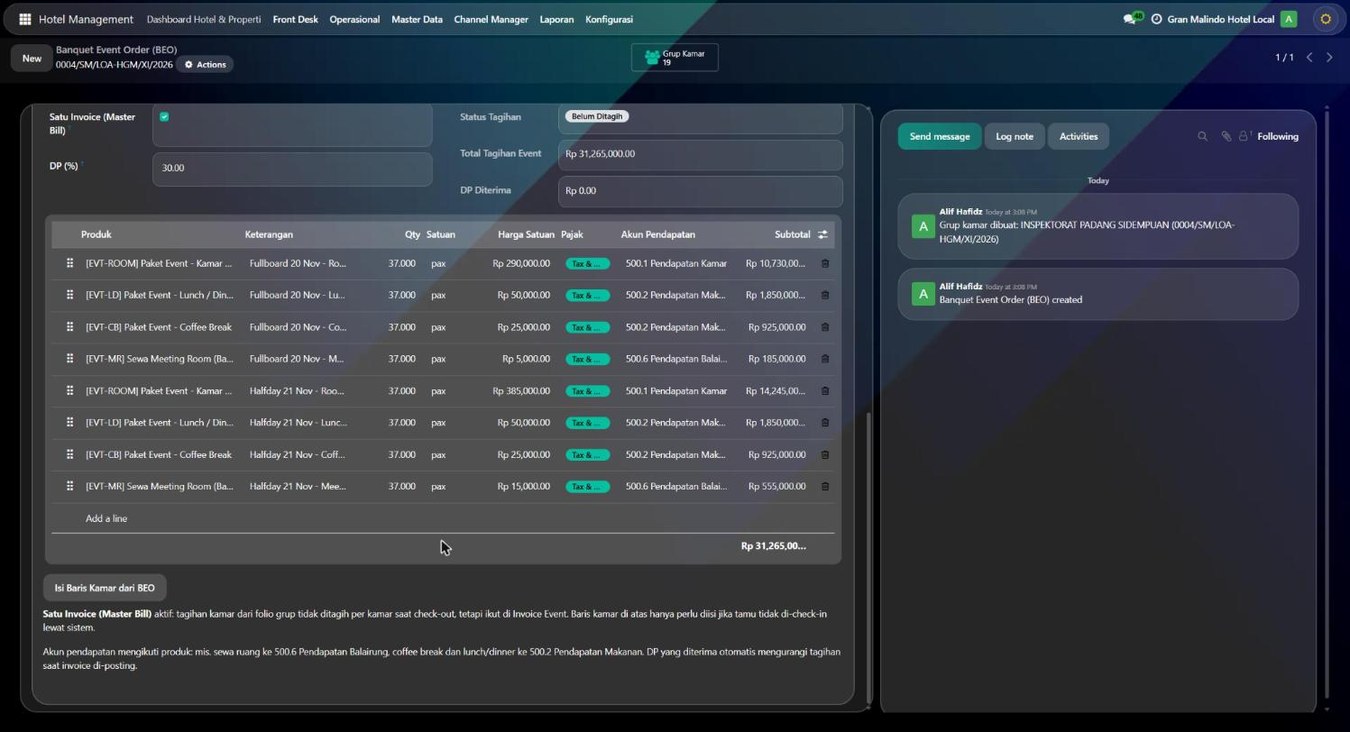 Hotel Management Dashboard Hotel & Properti Front Desk Operasional Master Data Channel Manager Laporan Konfigurasi 48 Gran Malindo Hotel Local A
New Banquet Event Order (BEO)
0004/SM/LOA-HGM/XI/2026 Actions
Grup Kamar
19
1 / 1
Satu Invoice (Master Bill) ?
Status Tagihan Belum Ditagih
DP (%) ? 30.00
Total Tagihan Event Rp 31,265,000.00
DP Diterima Rp 0.00
Produk Keterangan Qty Satuan Harga Satuan Pajak Akun Pendapatan Subtotal
[EVT-ROOM] Paket Event - Kamar ... Fullboard 20 Nov - Ro... 37.000 pax Rp 290,000.00 Tax & ... 500.1 Pendapatan Kamar Rp 10,730,00...
[EVT-LD] Paket Event - Lunch / Din... Fullboard 20 Nov - Lu... 37.000 pax Rp 50,000.00 Tax & ... 500.2 Pendapatan Mak... Rp 1,850,000...
[EVT-CB] Paket Event - Coffee Break Fullboard 20 Nov - Co... 37.000 pax Rp 25,000.00 Tax & ... 500.2 Pendapatan Mak... Rp 925,000.00
[EVT-MR] Sewa Meeting Room (Ba... Fullboard 20 Nov - M... 37.000 pax Rp 5,000.00 Tax & ... 500.6 Pendapatan Balai... Rp 185,000.00
[EVT-ROOM] Paket Event - Kamar ... Halfday 21 Nov - Roo... 37.000 pax Rp 385,000.00 Tax & ... 500.1 Pendapatan Kamar Rp 14,245,00...
[EVT-LD] Paket Event - Lunch / Din... Halfday 21 Nov - Lunc... 37.000 pax Rp 50,000.00 Tax & ... 500.2 Pendapatan Mak... Rp 1,850,000...
[EVT-CB] Paket Event - Coffee Break Halfday 21 Nov - Coff... 37.000 pax Rp 25,000.00 Tax & ... 500.2 Pendapatan Mak... Rp 925,000.00
[EVT-MR] Sewa Meeting Room (Ba... Halfday 21 Nov - Mee... 37.000 pax Rp 15,000.00 Tax & ... 500.6 Pendapatan Balai... Rp 555,000.00
Add a line
Rp 31,265,00...
Isi Baris Kamar dari BEO
Satu Invoice (Master Bill) aktif: tagihan kamar dari folio grup tidak ditagih per kamar saat check-out, tetapi ikut di Invoice Event. Baris kamar di atas hanya perlu diisi jika tamu tidak di-check-in
lewat sistem.
Akun pendapatan mengikuti produk: mis. sewa ruang ke 500.6 Pendapatan Balairung, coffee break dan lunch/dinner ke 500.2 Pendapatan Makanan. DP yang diterima otomatis mengurangi tagihan
saat invoice di-posting.
Send message Log note Activities 1 Following
Today
A Alif Hafidz Today at 3:08 PM
Grup kamar dibuat: INSPEKTORAT PADANG SIDEMPUAN (0004/SM/LOA-
HGM/XI/2026)
A Alif Hafidz Today at 3:08 PM
Banquet Event Order (BEO) created